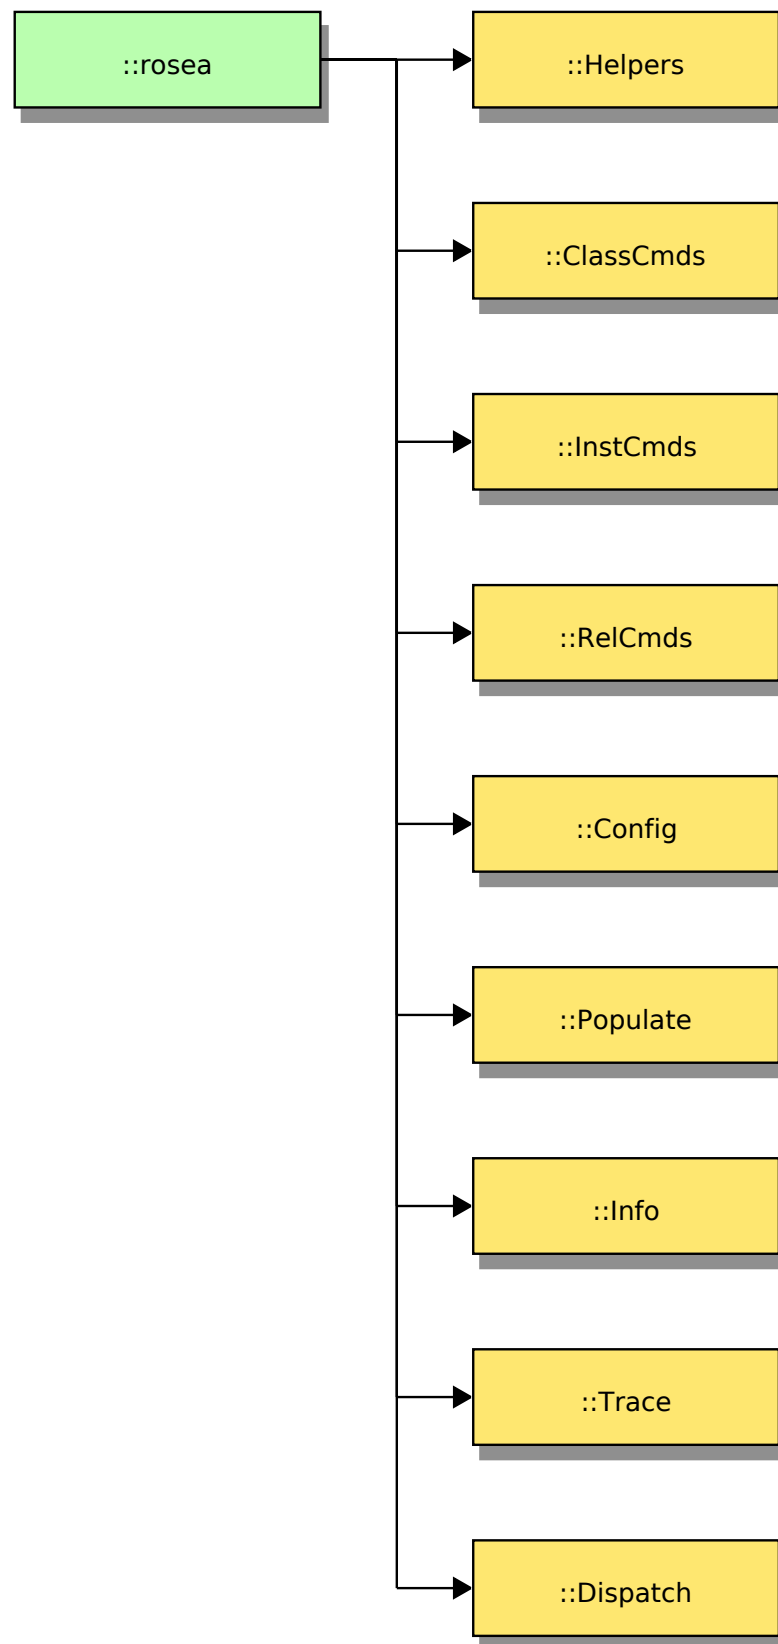 ::rosea
::Helpers
::ClassCmds
::InstCmds
::RelCmds
::Config
::Populate
::Info
::Trace
::Dispatch